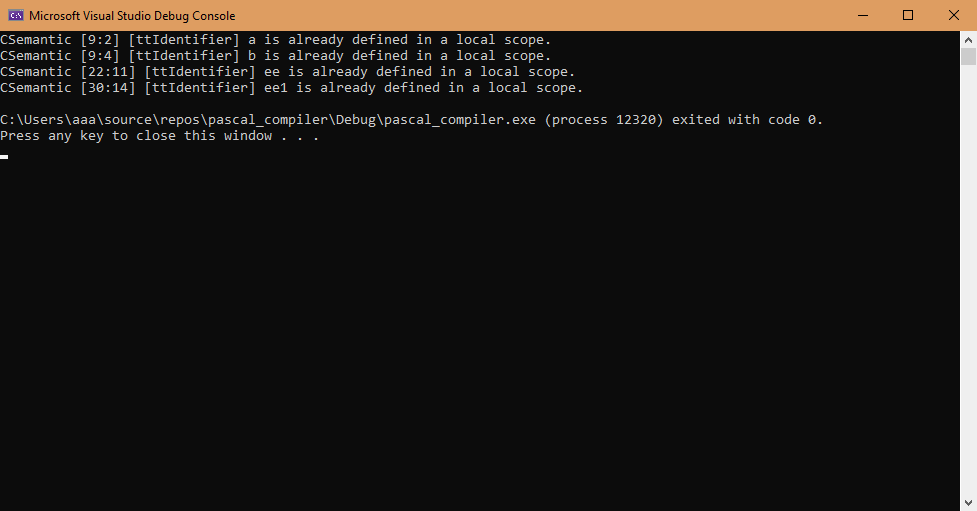 Microsoft Visual Studio Debug Console
CSemantic [9:2] [ttIdentifier] a is already defined in a local scope.
CSemantic [9:4] [ttIdentifier] b is already defined in a local scope.
CSemantic [22:11] [ttIdentifier] ee is already defined in a local scope.
CSemantic [30:14] [ttIdentifier] ee1 is already defined in a local scope.
C:\Users\aaa\source\repos\pascal_compiler\Debug\pascal_compiler.exe (process 12320) exited with code 0.
Press any key to close this window . . .